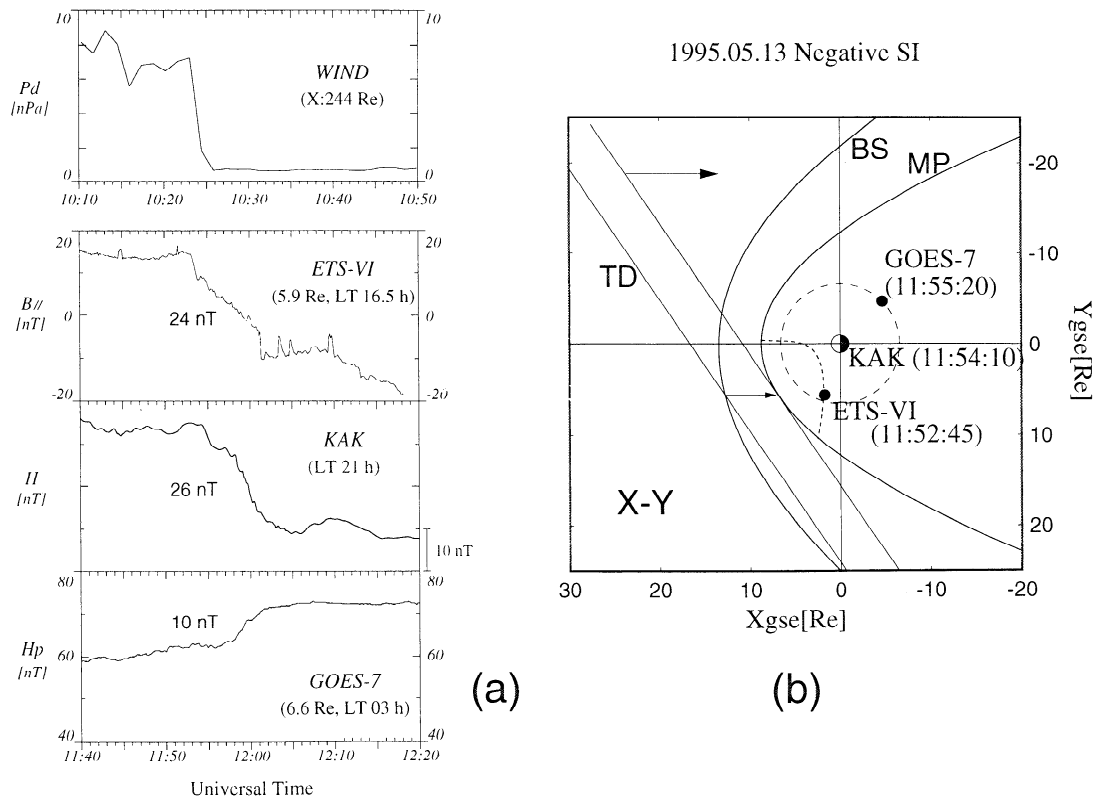 10
10
Pd
[nPa]
WIND
(X:244 Re)
0
0
10:10
10:20
10:30
10:40
10:50
20
20
B//
[nT]
0
0
ETS-VI
(5.9 Re, LT 16.5 h)
24 nT
-20
-20
H
[nT]
KAK
(LT 21 h)
26 nT
10 nT
80
80
10 nT
Hp
[nT]
60
60
GOES-7
(6.6 Re, LT 03 h)
40
40
11:40
11:50
12:00
12:10
12:20
Universal Time
(a)
1995.05.13 Negative SI
BS
MP
TD
GOES-7
(11:55:20)
KAK (11:54:10)
ETS-VI
(11:52:45)
X-Y
-20
-10
0
10
20
Ygse[Re]
30
20
10
0
-10
-20
Xgse[Re]
(b)